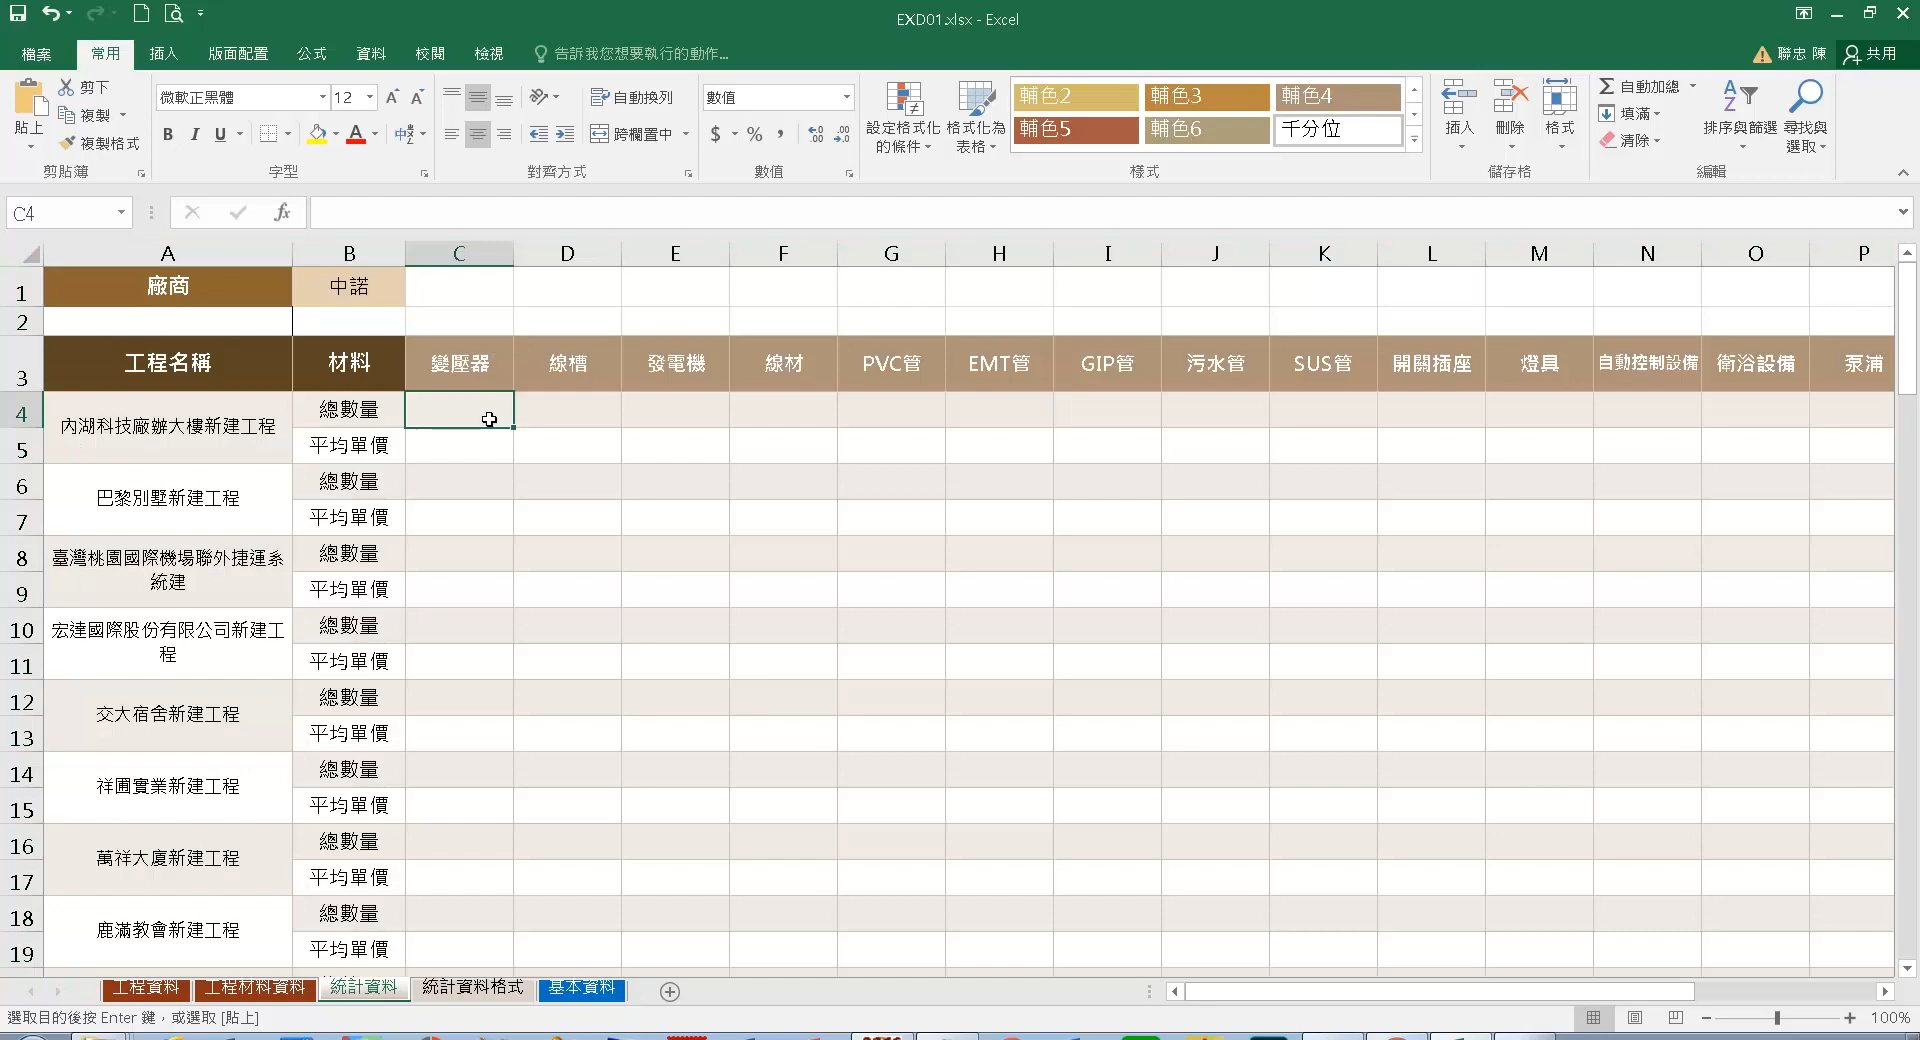 EXD01.xlsx - Excel
檔案 常用 插入 版面配置 公式 資料 校閱 檢視 告訴我您想要執行的動作... 聯忠 陳 共用
貼上 剪下 複製 複製格式 剪貼簿
微軟正黑體 12 A A
B I U A 中 字型
自動換列
跨欄置中
對齊方式
數值
$ % ,
數值
設定格式化的條件 格式化為表格
輔色2 輔色3 輔色4
輔色5 輔色6 千分位
樣式
插入 刪除 格式
儲存格
自動加總
填滿
清除
排序與篩選 尋找與選取
編輯
C4 fx
A B C D E F G H I J K L M N O P
1 廠商 中諾
2
3 工程名稱 材料 變壓器 線槽 發電機 線材 PVC管 EMT管 GIP管 污水管 SUS管 開關插座 燈具 自動控制設備 衛浴設備 泵浦
4 內湖科技廠辦大樓新建工程 總數量
5 平均單價
6 巴黎別墅新建工程 總數量
7 平均單價
8 臺灣桃園國際機場聯外捷運系統建 總數量
9 平均單價
10 宏達國際股份有限公司新建工程 總數量
11 平均單價
12 交大宿舍新建工程 總數量
13 平均單價
14 祥圃實業新建工程 總數量
15 平均單價
16 萬祥大廈新建工程 總數量
17 平均單價
18 鹿滿教會新建工程 總數量
19 平均單價
工程資料 工程材料資料 統計資料 統計資料格式 基本資料
選取目的後按 Enter 鍵，或選取 [貼上] 100%